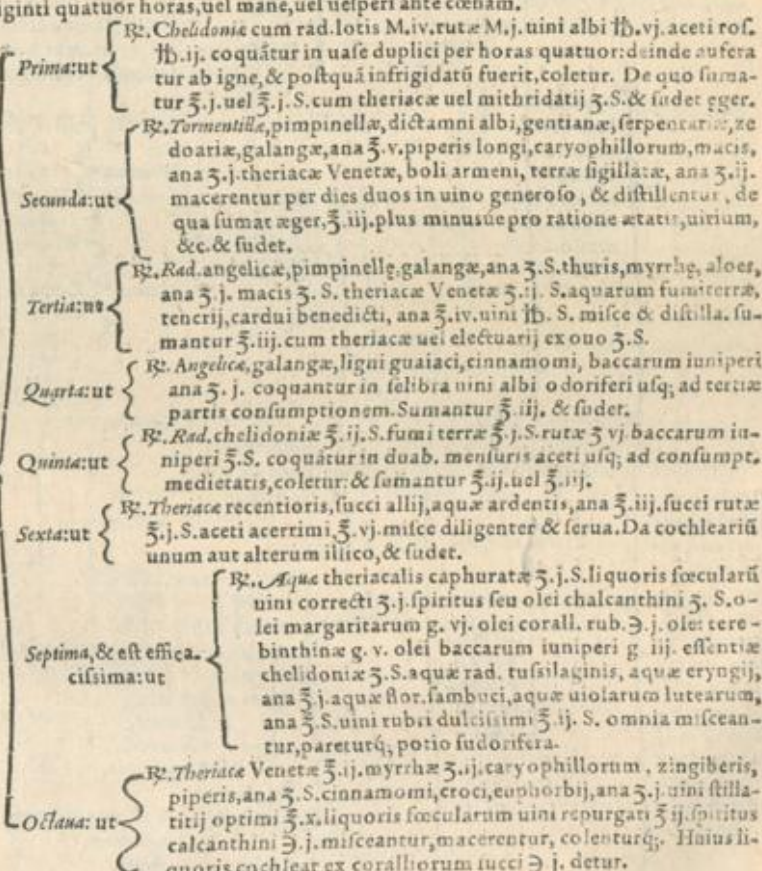 iginti quatuor horas,uel mane,uel uesperi ante cœnam.
Prima:ut
℞. Chelidoniæ cum rad.lotis M.iv.rutæ M.j.uini albi ℔.vj.aceti ros.
℔.ij. coquātur in uase duplici per horas quatuor:deinde aufera
tur ab igne,& postquā infrigidatū fuerit,coletur. De quo suma-
tur ℥.j.uel ℥.j.S.cum theriacæ uel mithridatij ʒ.S.& sudet ęger.
Secunda:ut
℞.Tormentillæ,pimpinellæ,dictamni albi,gentianæ,serpentariæ,ze
doariæ,galangæ,ana ℥.v.piperis longi,caryophillorum,macis,
ana ʒ.j.theriacæ Venetæ, boli armeni, terræ sigillatæ, ana ʒ.ij.
macerentur per dies duos in uino generoso, & distillentur, de
qua sumat æger,℥.iij.plus minusúe pro ratione ætatis,uirium,
&c.& sudet.
Tertia:ut
℞.Rad.angelicæ,pimpinellę,galangæ,ana ʒ.S.thuris,myrrhę, aloes,
ana ʒ.j. macis ʒ. S. theriacæ Venetæ ʒ.ij. S.aquarum fumiterræ,
teucrij,cardui benedicti, ana ℥.iv.uini ℔. S. misce & distilla. su-
mantur ℥.iij.cum theriacæ uel electuarij ex ouo ʒ.S.
Quarta:ut
℞. Angelicæ,galangæ,ligni guaiaci,cinnamomi, baccarum iuniperi
ana ʒ. j. coquantur in selibra uini albi odoriferi usq; ad tertiæ
partis consumptionem.Sumantur ℥.iij. & sudet.
Quinta:ut
℞.Rad.chelidoniæ ℥.ij.S.fumi terræ ℥.j.S.rutæ ʒ vj baccarum iu-
niperi ℥.S. coquātur in duab. mensuris aceti usq; ad consumpt.
medietatis,coletur:& sumantur ℥.ij.uel ℥.iij.
Sexta:ut
℞.Theriacæ recentioris,succi allij,aquæ ardentis,ana ℥.iij.succi rutæ
℥.j.S.aceti acerrimi ℥.vj.misce diligenter & serua.Da cochleariū
unum aut alterum illico,& sudet.
Septima,& est effica-
cissima:ut
℞.Aquæ theriacalis caphuratæ ʒ.j.S.liquoris fœcularū
uini correcti ʒ.j.spiritus seu olei chalcanthini ʒ. S.o-
lei margaritarum g. vj. olei corall. rub.℈.j.olei tere-
binthinæ g. v. olei baccarum iuniperi g iij. essentiæ
chelidoniæ ʒ.S.aquæ rad. tussilaginis, aquæ eryngij,
ana ℥.j.aquæ flor.sambuci,aquæ uiolarum lutearum,
ana ℥.S.uini rubri dulcissimi ℥.ij. S. omnia miscean-
tur,pareturq; potio sudorifera.
Octaua: ut
℞.Theriacæ Venetæ ℥.ij.myrrhæ ʒ.ij.caryophillorum, zingiberis,
piperis,ana ʒ.S.cinnamomi,croci,euphorbij,ana ʒ.j.uini stilla-
titij optimi ℥.x.liquoris fœcularum uini repurgati ℥ ij.spiritus
calcanthini ℈.j.misceantur,macerentur, colenturq;. Huius li-
quoris cochlear ex coralliorum succi ℈ j. detur.